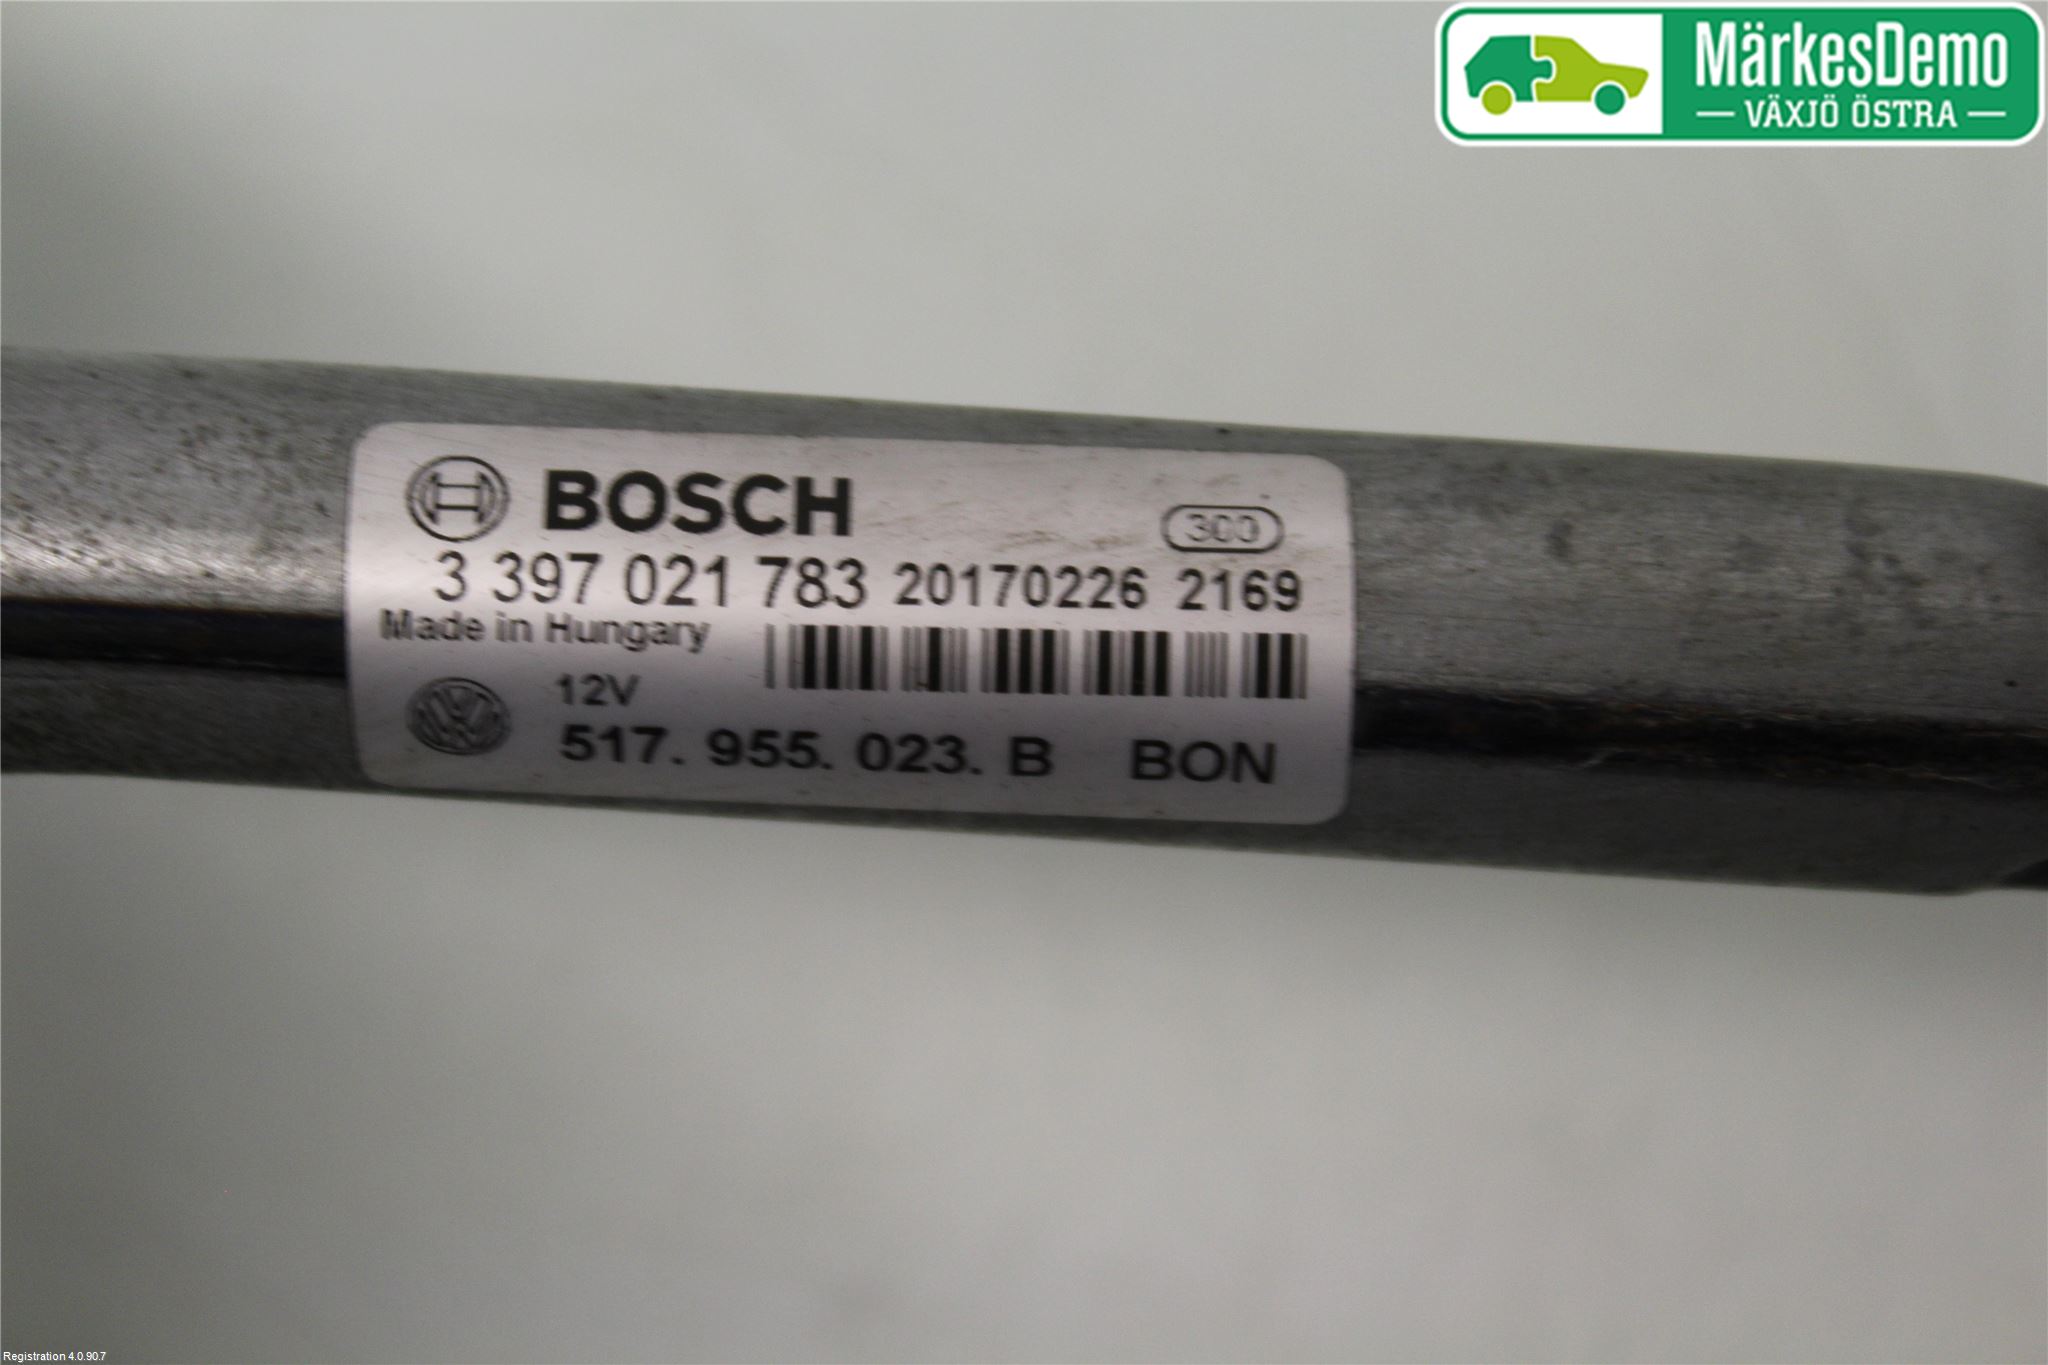 MärkesDemo
VÄXJÖ ÖSTRA
BOSCH
300
3 397 021 783 20170226 2169
Made in Hungary
12V
517. 955. 023. B BON
Registration 4.0.90.7